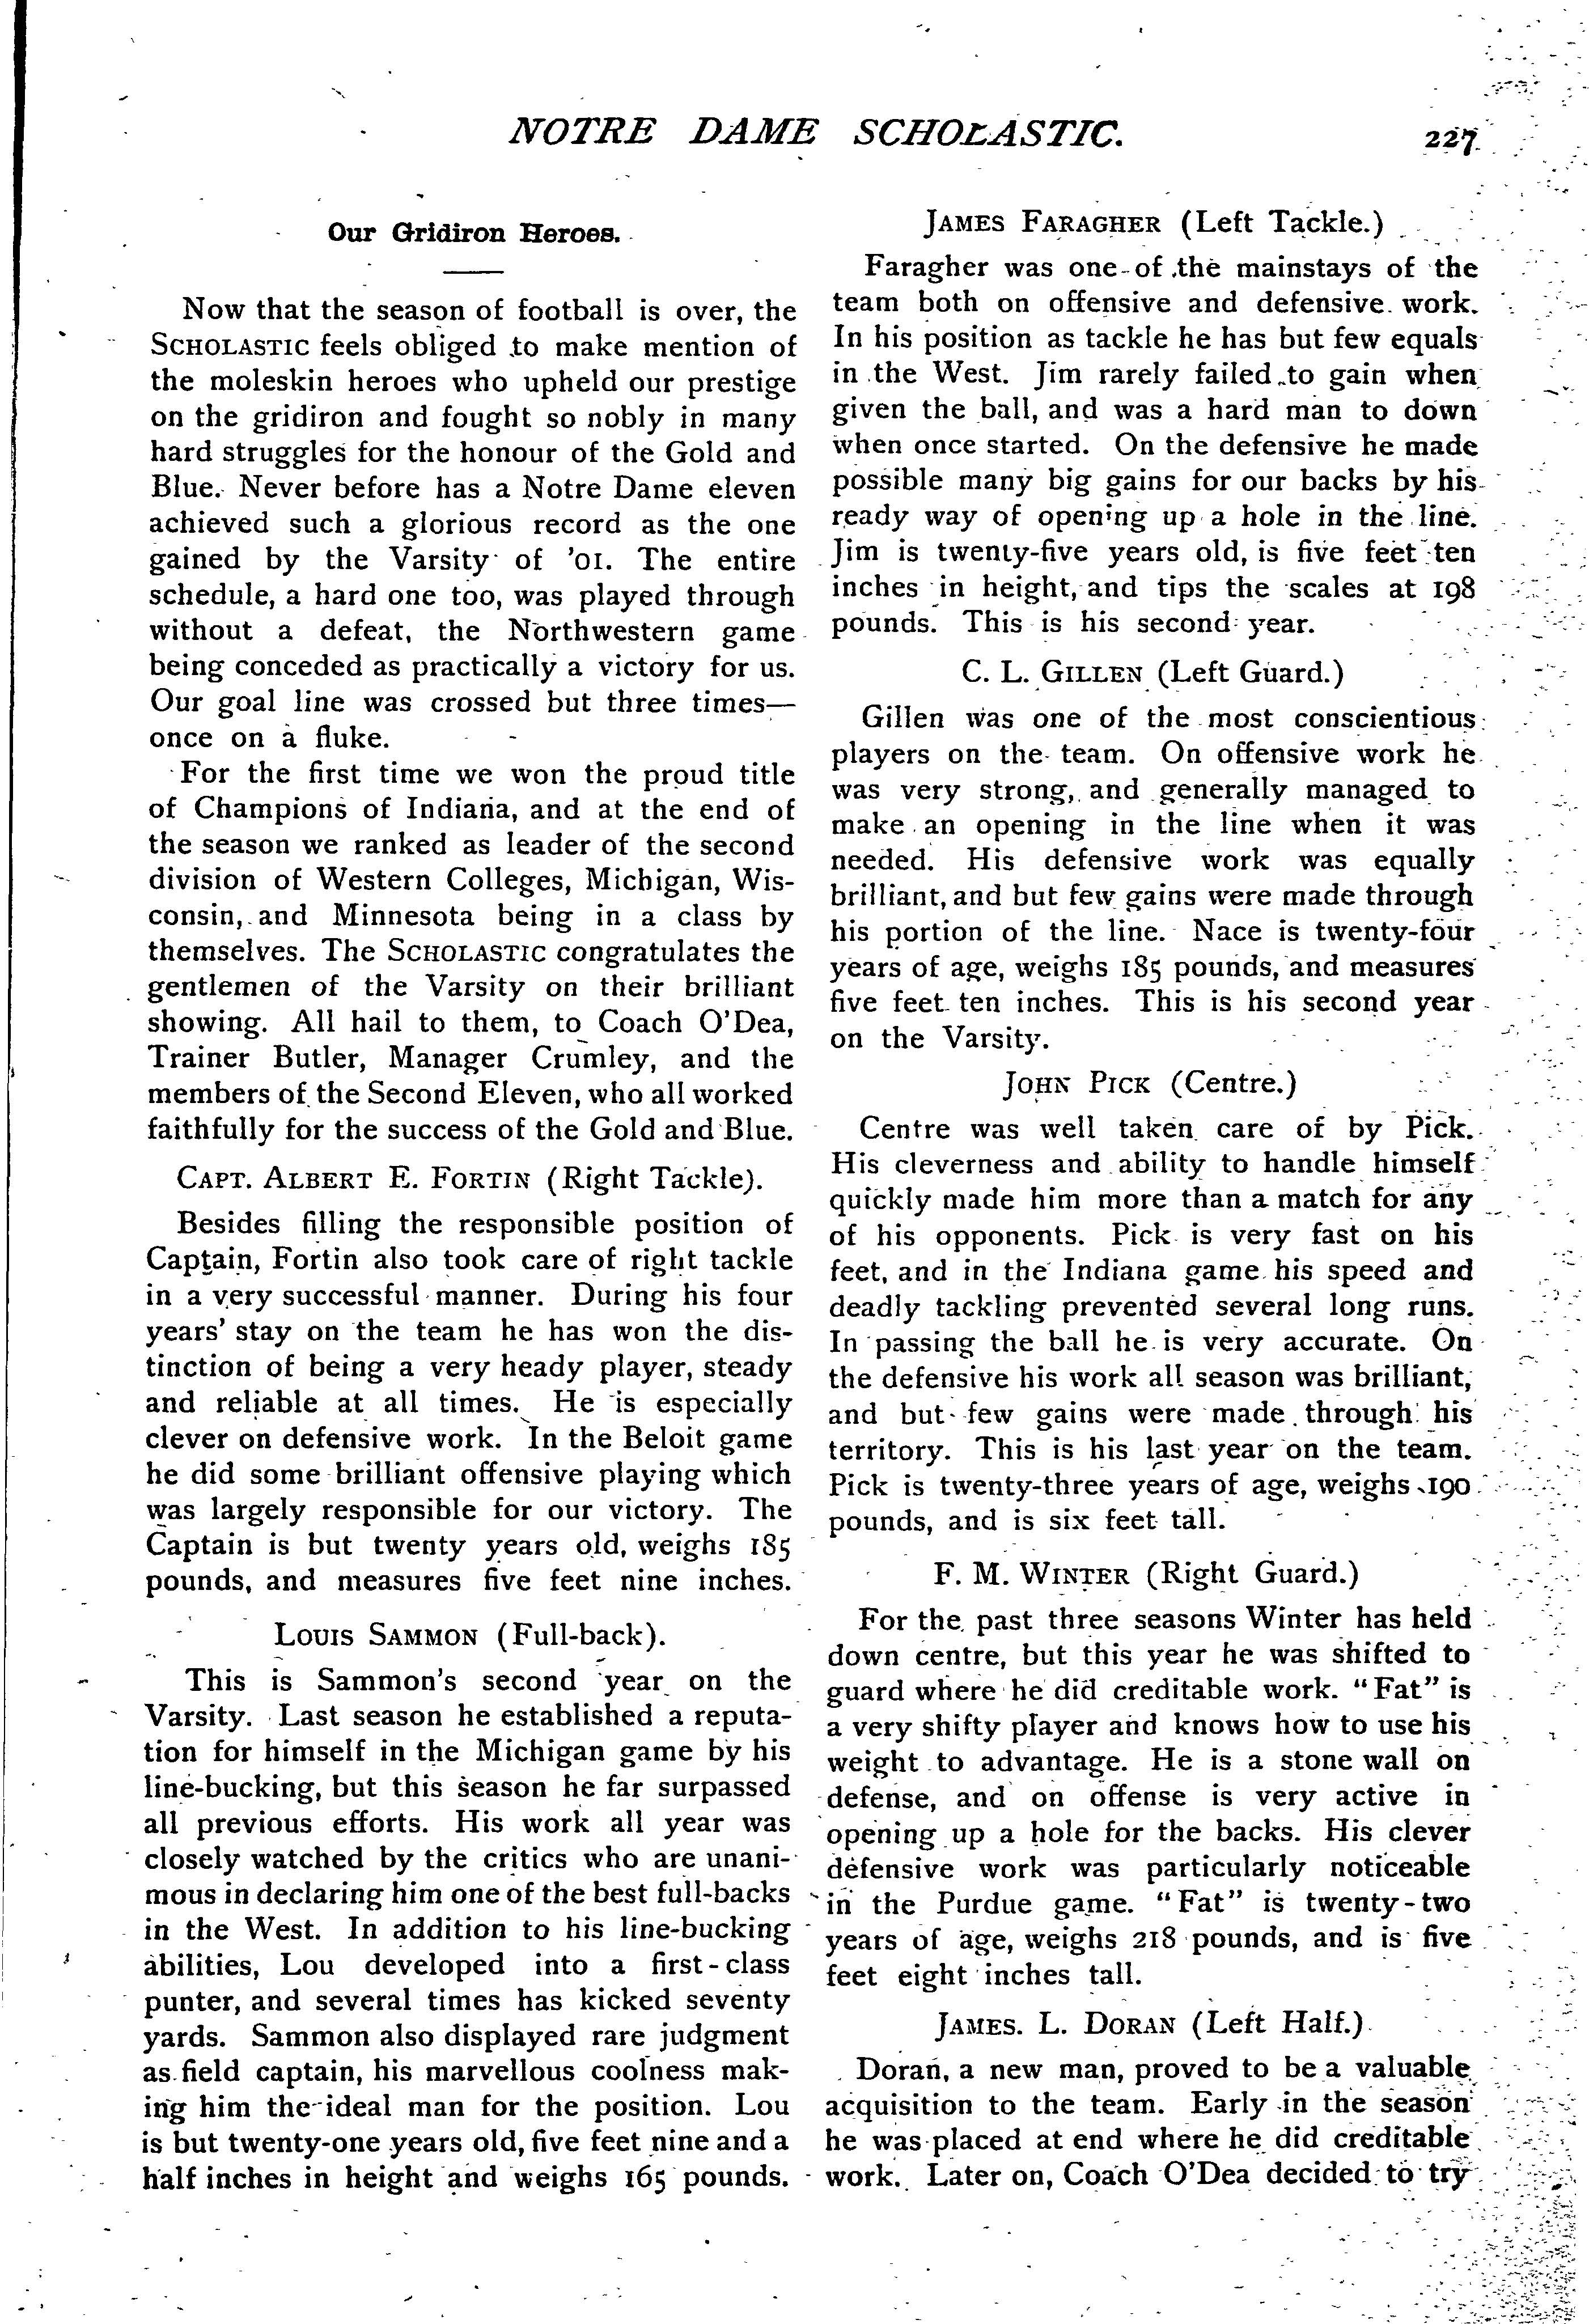 NOTRE DAME SCHOLASTIC.
227
Our Gridiron Heroes.
Now that the season of football is over, the
SCHOLASTIC feels obliged to make mention of
the moleskin heroes who upheld our prestige
on the gridiron and fought so nobly in many
hard struggles for the honour of the Gold and
Blue. Never before has a Notre Dame eleven
achieved such a glorious record as the one
gained by the Varsity of '01. The entire
schedule, a hard one too, was played through
without a defeat, the Northwestern game
being conceded as practically a victory for us.
Our goal line was crossed but three times—
once on a fluke.
For the first time we won the proud title
of Champions of Indiana, and at the end of
the season we ranked as leader of the second
division of Western Colleges, Michigan, Wis-
consin, and Minnesota being in a class by
themselves. The SCHOLASTIC congratulates the
gentlemen of the Varsity on their brilliant
showing. All hail to them, to Coach O'Dea,
Trainer Butler, Manager Crumley, and the
members of the Second Eleven, who all worked
faithfully for the success of the Gold and Blue.
CAPT. ALBERT E. FORTIN (Right Tackle).
Besides filling the responsible position of
Captain, Fortin also took care of right tackle
in a very successful manner. During his four
years' stay on the team he has won the dis-
tinction of being a very heady player, steady
and reliable at all times. He is especially
clever on defensive work. In the Beloit game
he did some brilliant offensive playing which
was largely responsible for our victory. The
Captain is but twenty years old, weighs 185
pounds, and measures five feet nine inches.
LOUIS SAMMON (Full-back).
This is Sammon's second year on the
Varsity. Last season he established a reputa-
tion for himself in the Michigan game by his
line-bucking, but this season he far surpassed
all previous efforts. His work all year was
closely watched by the critics who are unani-
mous in declaring him one of the best full-backs
in the West. In addition to his line-bucking
abilities, Lou developed into a first-class
punter, and several times has kicked seventy
yards. Sammon also displayed rare judgment
as field captain, his marvellous coolness mak-
ing him the ideal man for the position. Lou
is but twenty-one years old, five feet nine and a
half inches in height and weighs 165 pounds.
JAMES FARAGHER (Left Tackle.)
Faragher was one of the mainstays of the
team both on offensive and defensive work.
In his position as tackle he has but few equals
in the West. Jim rarely failed to gain when
given the ball, and was a hard man to down
when once started. On the defensive he made
possible many big gains for our backs by his
ready way of opening up a hole in the line.
Jim is twenty-five years old, is five feet ten
inches in height, and tips the scales at 198
pounds. This is his second year.
C. L. GILLEN (Left Guard.)
Gillen was one of the most conscientious
players on the team. On offensive work he
was very strong, and generally managed to
make an opening in the line when it was
needed. His defensive work was equally
brilliant, and but few gains were made through
his portion of the line. Nace is twenty-four
years of age, weighs 185 pounds, and measures
five feet ten inches. This is his second year
on the Varsity.
JOHN PICK (Centre.)
Centre was well taken care of by Pick.
His cleverness and ability to handle himself
quickly made him more than a match for any
of his opponents. Pick is very fast on his
feet, and in the Indiana game his speed and
deadly tackling prevented several long runs.
In passing the ball he is very accurate. On
the defensive his work all season was brilliant,
and but few gains were made through his
territory. This is his last year on the team.
Pick is twenty-three years of age, weighs 190
pounds, and is six feet tall.
F. M. WINTER (Right Guard.)
For the past three seasons Winter has held
down centre, but this year he was shifted to
guard where he did creditable work. "Fat" is
a very shifty player and knows how to use his
weight to advantage. He is a stone wall on
defense, and on offense is very active in
opening up a hole for the backs. His clever
defensive work was particularly noticeable
in the Purdue game. "Fat" is twenty-two
years of age, weighs 218 pounds, and is five
feet eight inches tall.
JAMES. L. DORAN (Left Half.)
Doran, a new man, proved to be a valuable
acquisition to the team. Early in the season
he was placed at end where he did creditable
work. Later on, Coach O'Dea decided to try